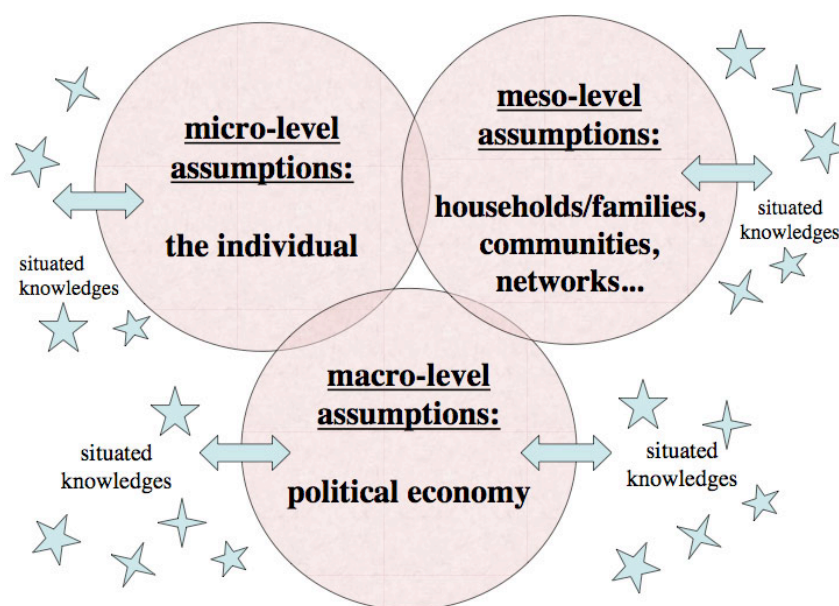 micro-level
assumptions:
the individual
situated
knowledges
meso-level
assumptions:
households/families,
communities,
networks...
situated
knowledges
macro-level
assumptions:
political economy
situated
knowledges
situated
knowledges